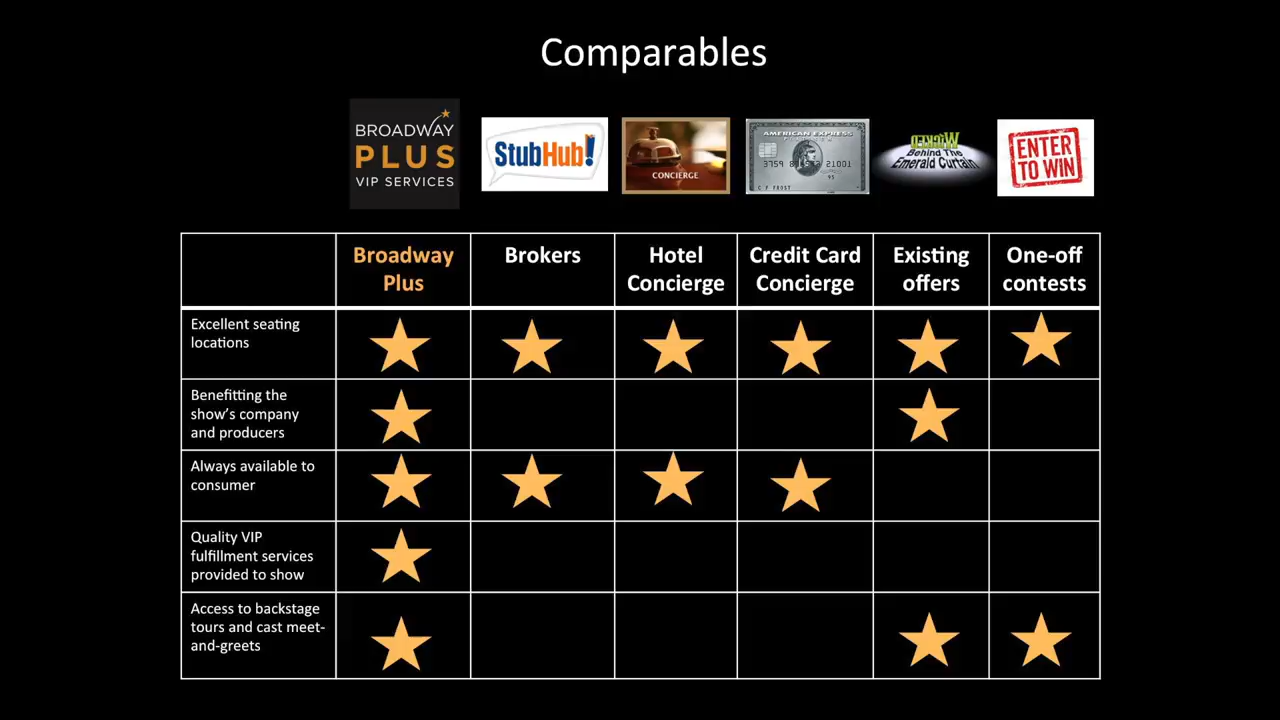 Comparables
BROADWAY
PLUS
VIP SERVICES
StubHub!
CONCIERGE
AMERICAN EXPRESS
C F FROST
WICKED
Behind The
Emerald Curtain
ENTER
TO WIN
Broadway
Plus
Brokers
Hotel
Concierge
Credit Card
Concierge
Existing
offers
One-off
contests
Excellent seating
locations
Benefitting the
show's company
and producers
Always available to
consumer
Quality VIP
fulfillment services
provided to show
Access to backstage
tours and cast meet-
and-greets